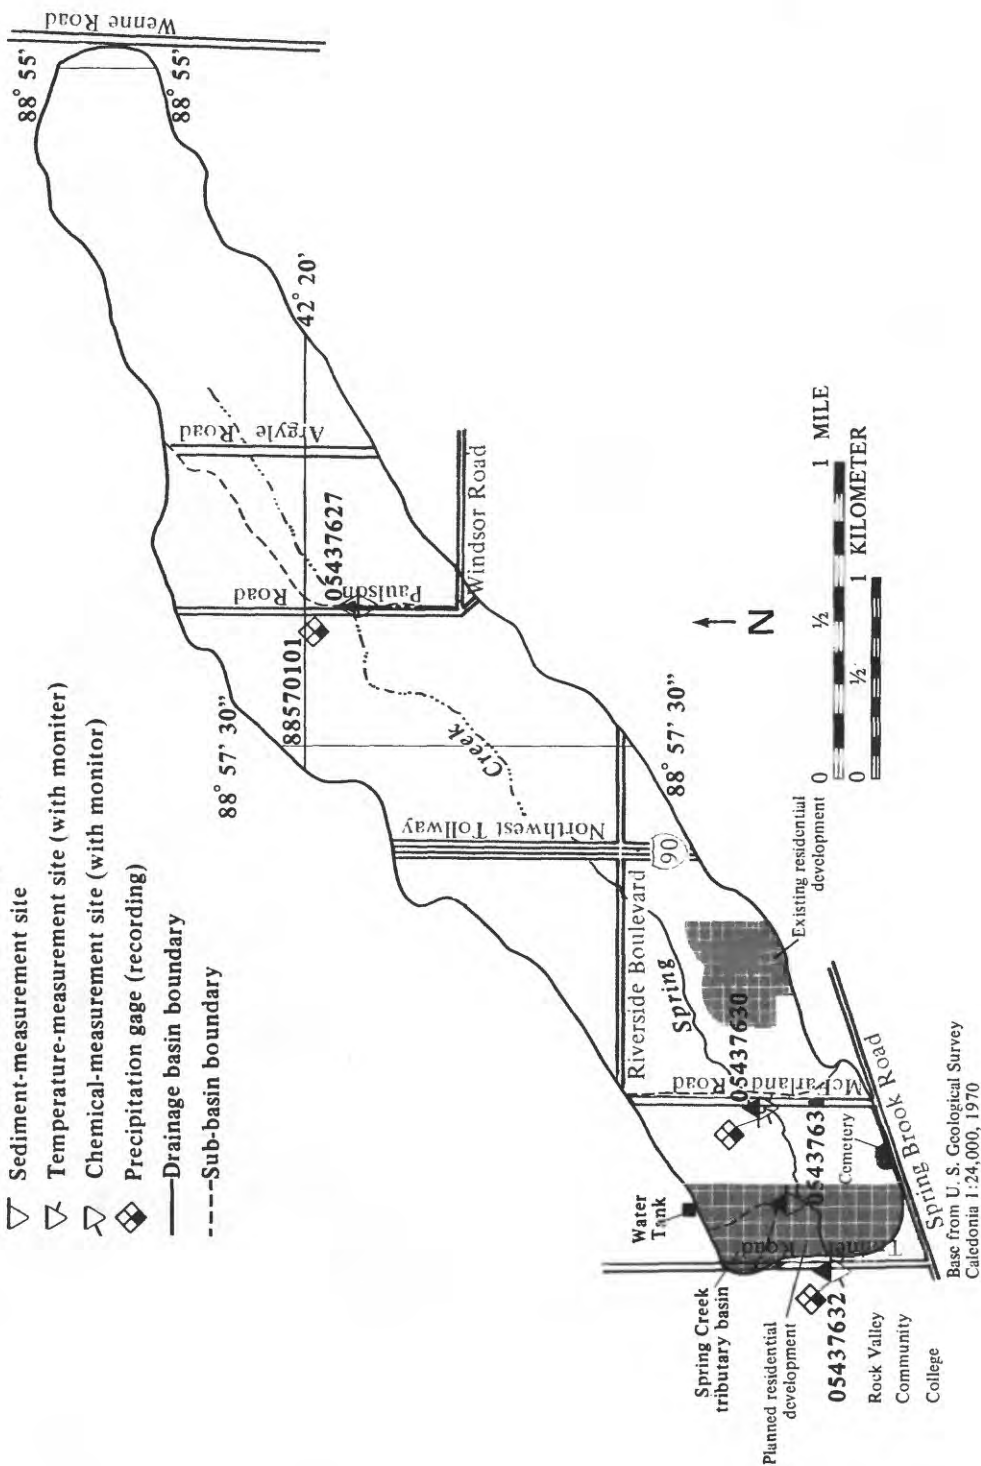 Sediment-measurement site
Temperature-measurement site (with moniter)
Chemical-measurement site (with monitor)
Precipitation gage (recording)
Drainage basin boundary
Sub-basin boundary
Wenne Road
88° 55'
88° 55'
42° 20'
Argyle Road
05437627
Paulson Road
Windsor Road
88570101
88° 57' 30"
88° 57' 30"
Creek
Northwest Tollway
90
Riverside Boulevard
Spring
Existing residential
development
N
0 ½ 1 MILE
0 ½ 1 KILOMETER
05437630
McFarland Road
0543763
Cemetery
Spring Brook Road
Water
Tank
Road
Spring Creek
tributary basin
Planned residential
development
05437632
Rock Valley
Community
College
Base from U. S. Geological Survey
Caledonia 1:24,000, 1970